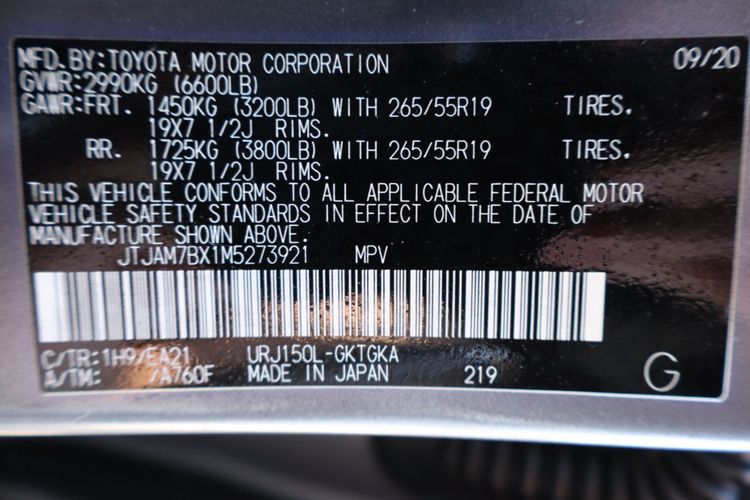 MFD.BY:TOYOTA MOTOR CORPORATION 09/20
GVWR:2990KG (6600LB)
GAWR:FRT. 1450KG (3200LB) WITH 265/55R19 TIRES.
19X7 1/2J RIMS.
RR. 1725KG (3800LB) WITH 265/55R19 TIRES.
19X7 1/2J RIMS.
THIS VEHICLE CONFORMS TO ALL APPLICABLE FEDERAL MOTOR
VEHICLE SAFETY STANDARDS IN EFFECT ON THE DATE OF
MANUFACTURE SHOWN ABOVE.
JTJAM7BX1M5273921 MPV
C/TR:1H9/EA21 URJ150L-GKTGKA
A/TM: /A760F MADE IN JAPAN 219 G